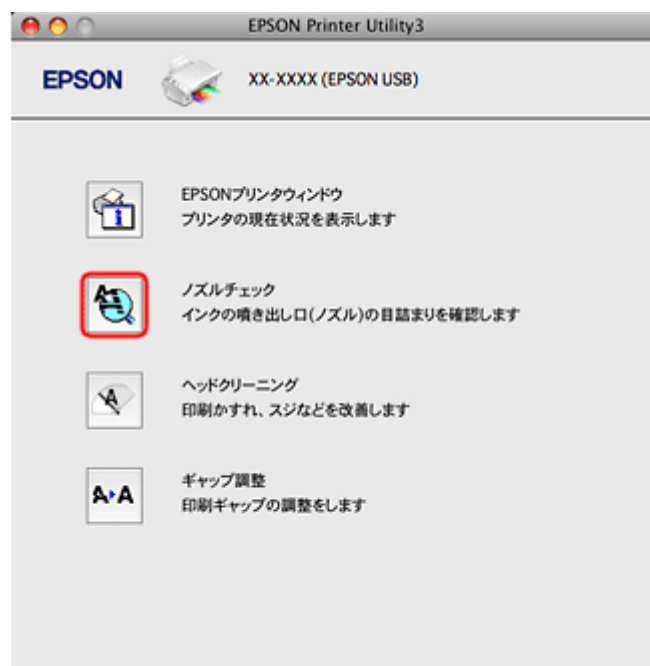 EPSON Printer Utility3
EPSON XX-XXXX (EPSON USB)
EPSONプリンタウィンドウ
プリンタの現在状況を表示します
ノズルチェック
インクの噴き出し口(ノズル)の目詰まりを確認します
ヘッドクリーニング
印刷かすれ、スジなどを改善します
ギャップ調整
印刷ギャップの調整をします